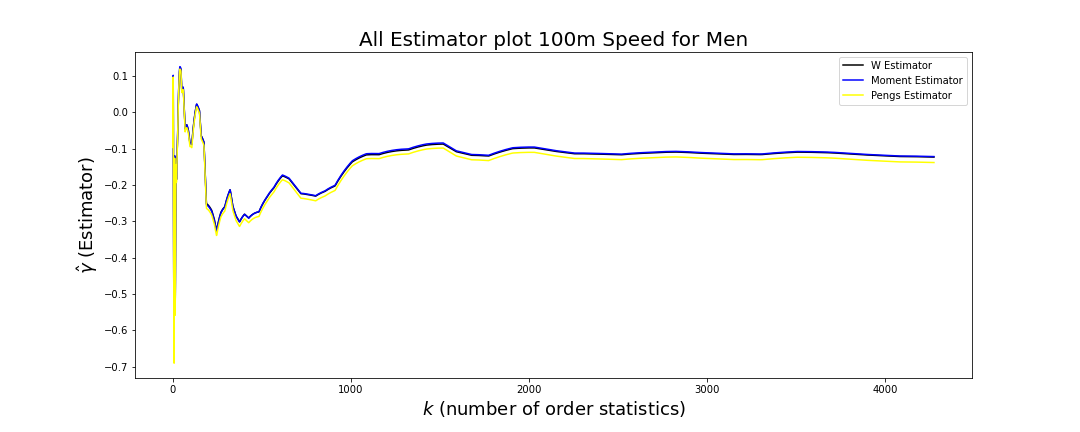 All Estimator plot 100m Speed for Men
W Estimator
Moment Estimator
Pengs Estimator
0.1
0.0
−0.1
−0.2
−0.3
−0.4
−0.5
−0.6
−0.7
γ̂ (Estimator)
0 1000 2000 3000 4000
k (number of order statistics)